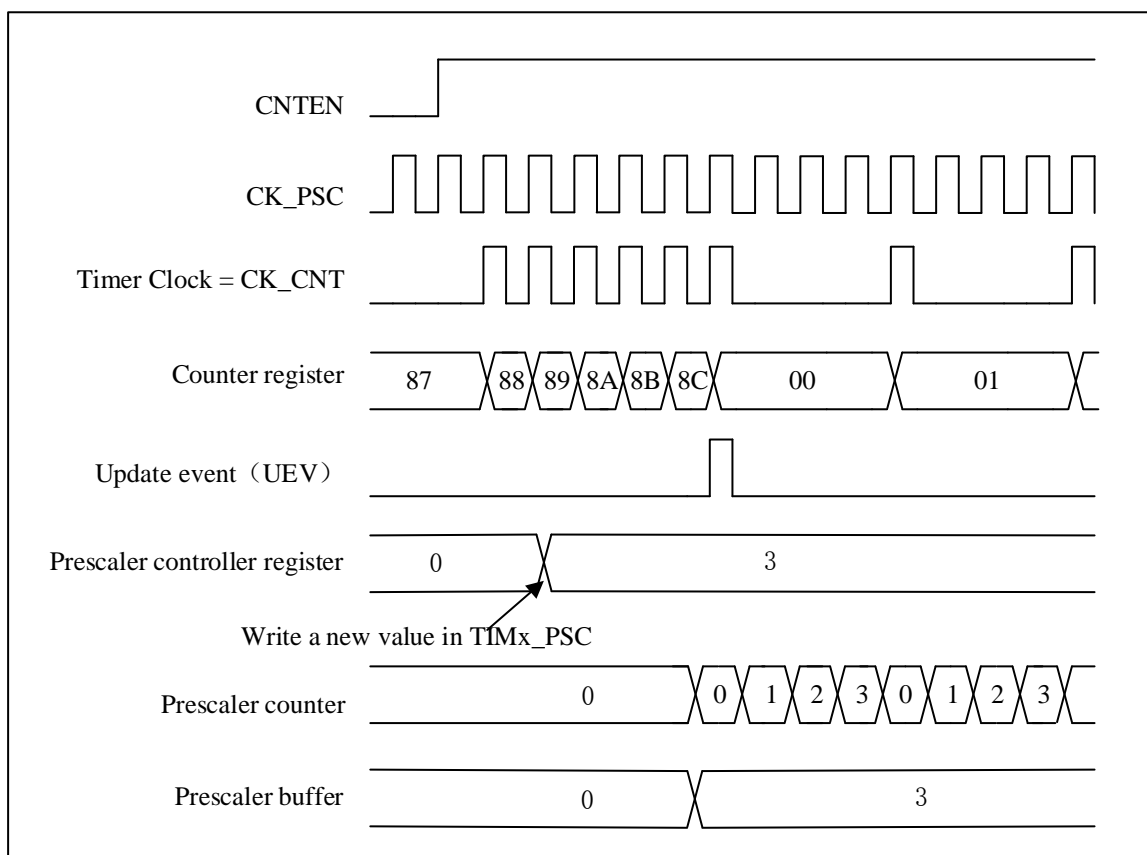 CNTEN
CK_PSC
Timer Clock = CK_CNT
Counter register
87 88 89 8A 8B 8C 00 01
Update event（UEV）
Prescaler controller register
0 3
Write a new value in TIMx_PSC
Prescaler counter
0 0 1 2 3 0 1 2 3
Prescaler buffer
0 3